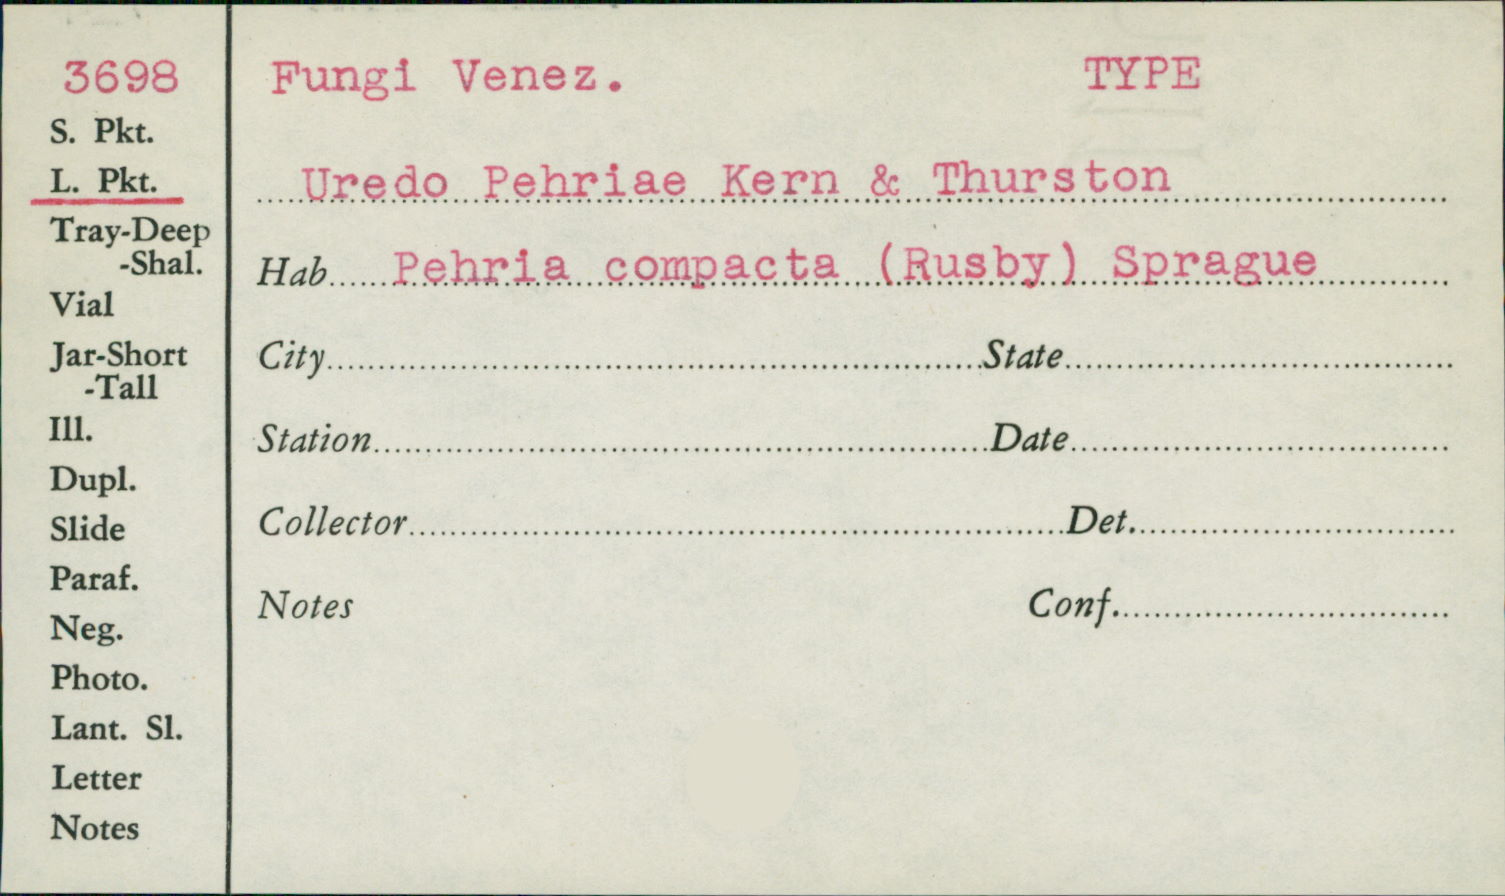 3698
S. Pkt.
L. Pkt.
Tray-Deep
-Shal.
Vial
Jar-Short
-Tall
Ill.
Dupl.
Slide
Paraf.
Neg.
Photo.
Lant. Sl.
Letter
Notes
Fungi Venez. TYPE
Uredo Pehriae Kern & Thurston
Hab. Pehria compacta (Rusby) Sprague
City State
Station Date
Collector Det.
Notes Conf.